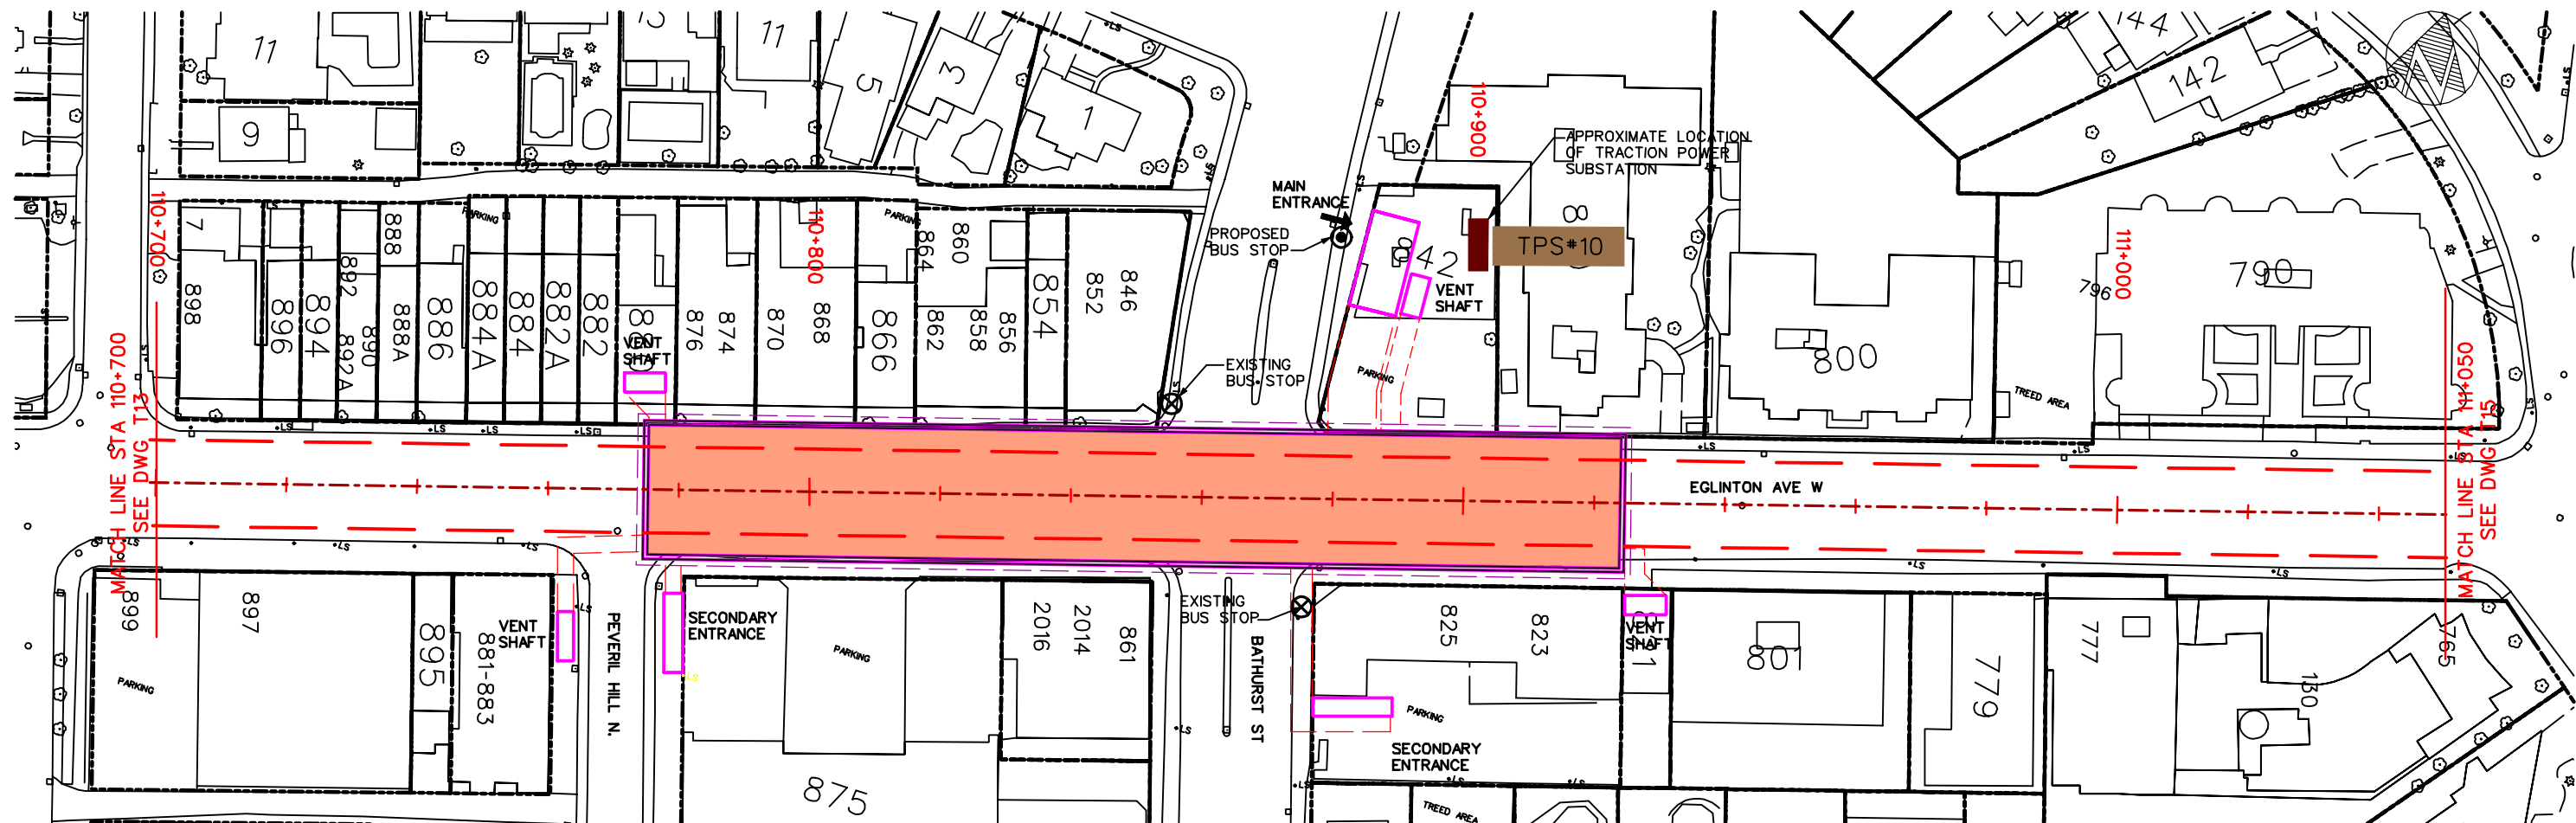 11
13
11
5
3
1
9
144
142
110+700
110+800
110+900
111+000
APPROXIMATE LOCATION
OF TRACTION POWER
SUBSTATION
MAIN
ENTRANCE
PROPOSED
BUS STOP
TPS#10
942
VENT
SHAFT
PARKING
7
898
896
894
892
892A
890
888
888A
886
PARKING
884A
884
882A
882
VENT
SHAFT
876
874
870
868
866
PARKING
864
862
860
858
856
854
852
846
EXISTING
BUS STOP
PARKING
800
796
790
TREED AREA
MATCH LINE STA 110+700
SEE DWG T13
MATCH LINE STA 111+050
SEE DWG T15
EGLINTON AVE W
899
897
895
881-883
PARKING
VENT
SHAFT
PEVERIL HILL N.
SECONDARY
ENTRANCE
LS
PARKING
875
2016
2014
861
EXISTING
BUS STOP
BATHURST ST
825
823
VENT
SHAFT
PARKING
SECONDARY
ENTRANCE
TREED AREA
801
779
777
130
765